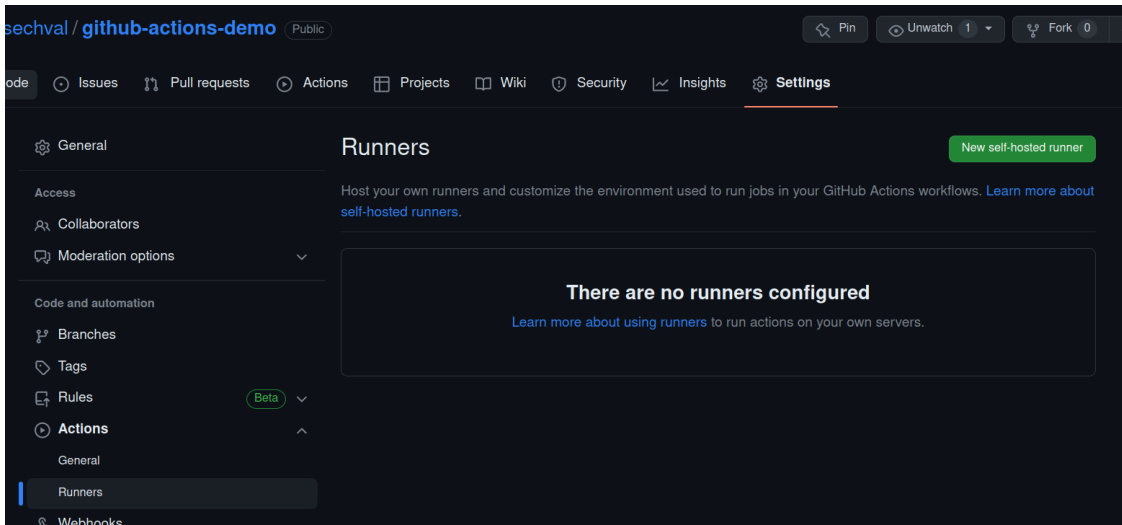 sechval / github-actions-demo Public Pin Unwatch 1 Fork 0
ode Issues Pull requests Actions Projects Wiki Security Insights Settings
General
Access
Collaborators
Moderation options
Code and automation
Branches
Tags
Rules Beta
Actions
General
Runners
Webhooks
Runners
New self-hosted runner
Host your own runners and customize the environment used to run jobs in your GitHub Actions workflows. Learn more about
self-hosted runners.
There are no runners configured
Learn more about using runners to run actions on your own servers.